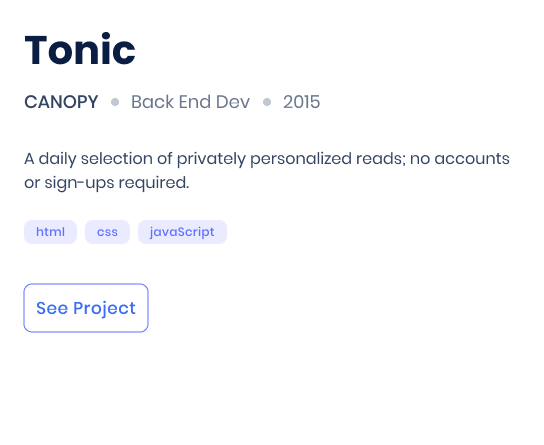 Tonic
CANOPY Back End Dev 2015
A daily selection of privately personalized reads; no accounts
or sign-ups required.
html css javaScript
See Project